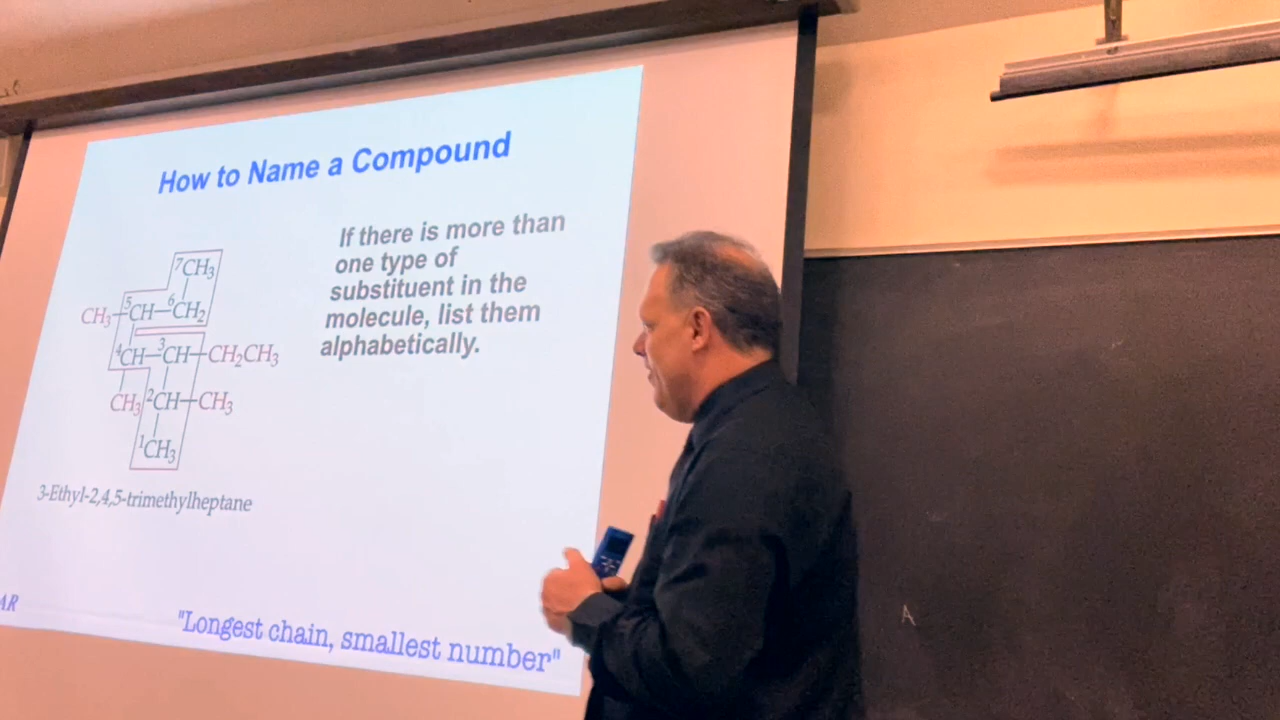 How to Name a Compound
If there is more than
one type of
substituent in the
molecule, list them
alphabetically.
⁷CH₃
CH₃—⁵CH—⁶CH₂
⁴CH—³CH—CH₂CH₃
CH₃ ²CH—CH₃
¹CH₃
3-Ethyl-2,4,5-trimethylheptane
AR
"Longest chain, smallest number"
A